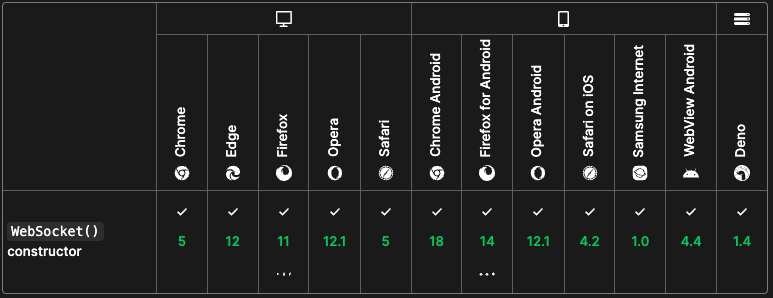 Chrome
Edge
Firefox
Opera
Safari
Chrome Android
Firefox for Android
Opera Android
Safari on iOS
Samsung Internet
WebView Android
Deno
WebSocket()
constructor
5
12
11
12.1
5
18
14
12.1
4.2
1.0
4.4
1.4